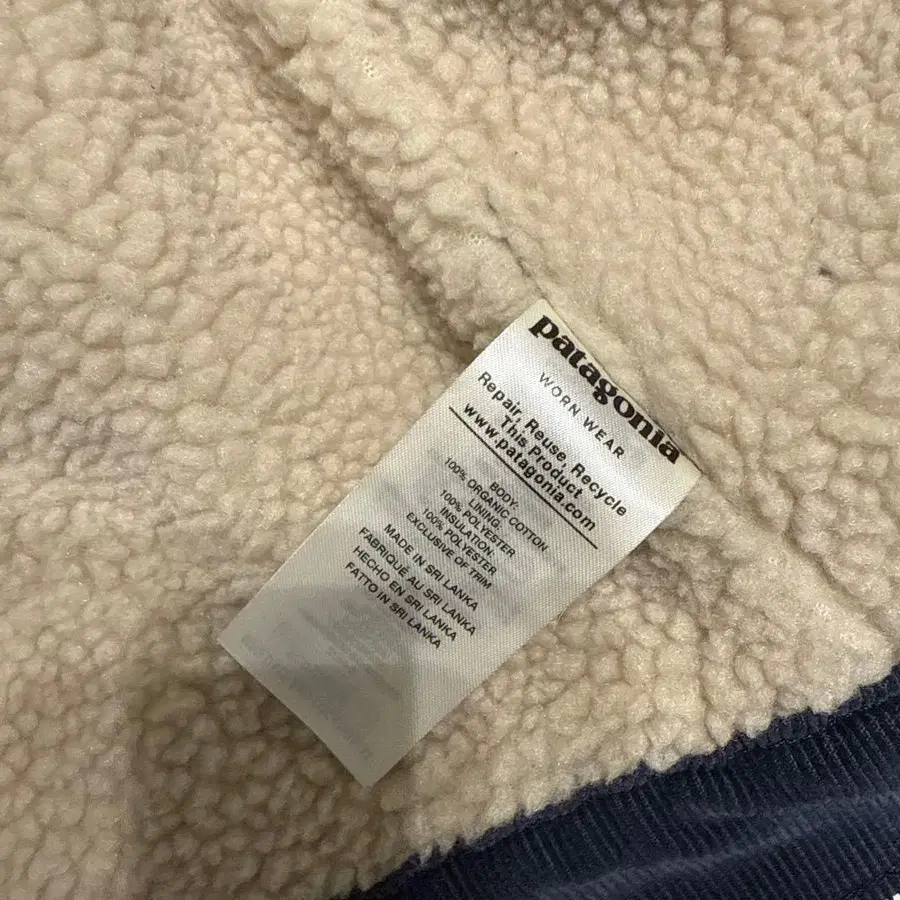 patagonia
WORN WEAR
Repair, Reuse, Recycle
This Product
www.patagonia.com
BODY:
100% ORGANIC COTTON
LINING:
100% POLYESTER
INSULATION:
100% POLYESTER
EXCLUSIVE OF TRIM
MADE IN SRI LANKA
FABRIQUE AU SRI LANKA
HECHO EN SRI LANKA
FATTO IN SRI LANKA